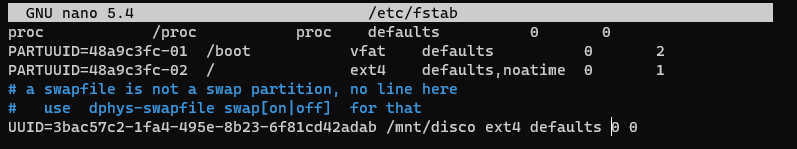 GNU nano 5.4 /etc/fstab
proc /proc proc defaults 0 0
PARTUUID=48a9c3fc-01 /boot vfat defaults 0 2
PARTUUID=48a9c3fc-02 / ext4 defaults,noatime 0 1
# a swapfile is not a swap partition, no line here
# use dphys-swapfile swap[on|off] for that
UUID=3bac57c2-1fa4-495e-8b23-6f81cd42adab /mnt/disco ext4 defaults 0 0